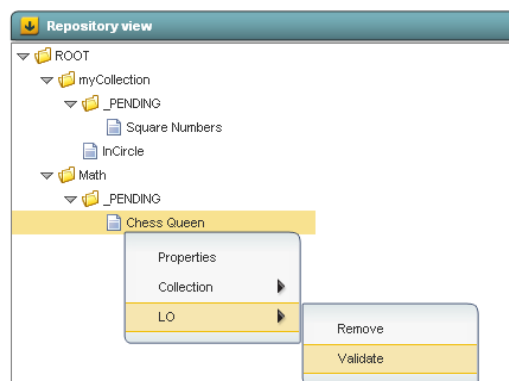 Repository view
ROOT
myCollection
_PENDING
Square Numbers
InCircle
Math
_PENDING
Chess Queen
Properties
Collection
LO
Remove
Validate